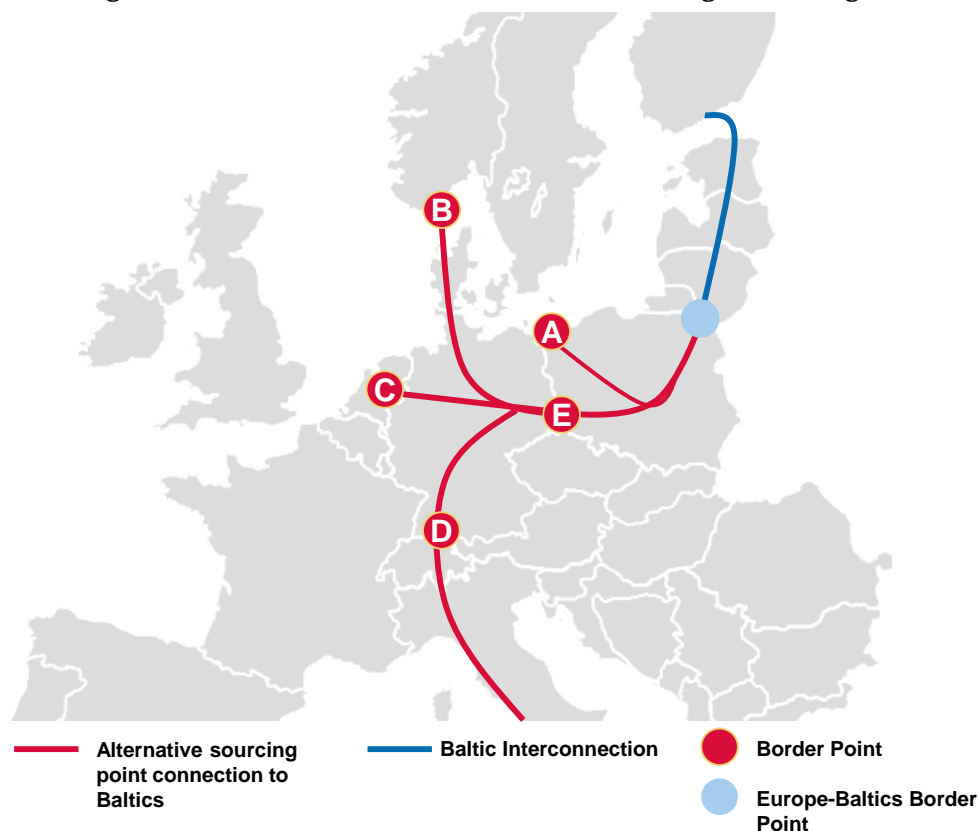 B
A
C
E
D
Alternative sourcing
point connection to
Baltics
Baltic Interconnection
Border Point
Europe-Baltics Border
Point